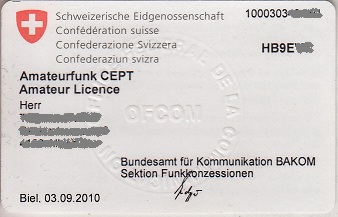 Schweizerische Eidgenossenschaft
Confédération suisse
Confederazione Svizzera
Confederaziun svizra
1000303
HB9E
Amateurfunk CEPT
Amateur Licence
Herr
OFCOM
Bundesamt für Kommunikation BAKOM
Sektion Funkkonzessionen
Biel, 03.09.2010